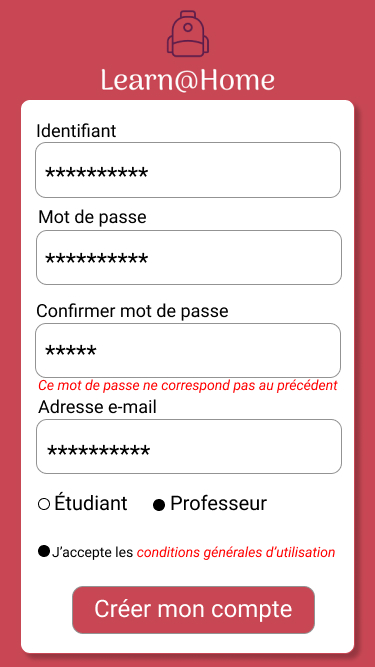 Learn@Home
Identifiant
**********
Mot de passe
**********
Confirmer mot de passe
*****
Ce mot de passe ne correspond pas au précédent
Adresse e-mail
**********
Étudiant Professeur
J’accepte les conditions générales d’utilisation
Créer mon compte